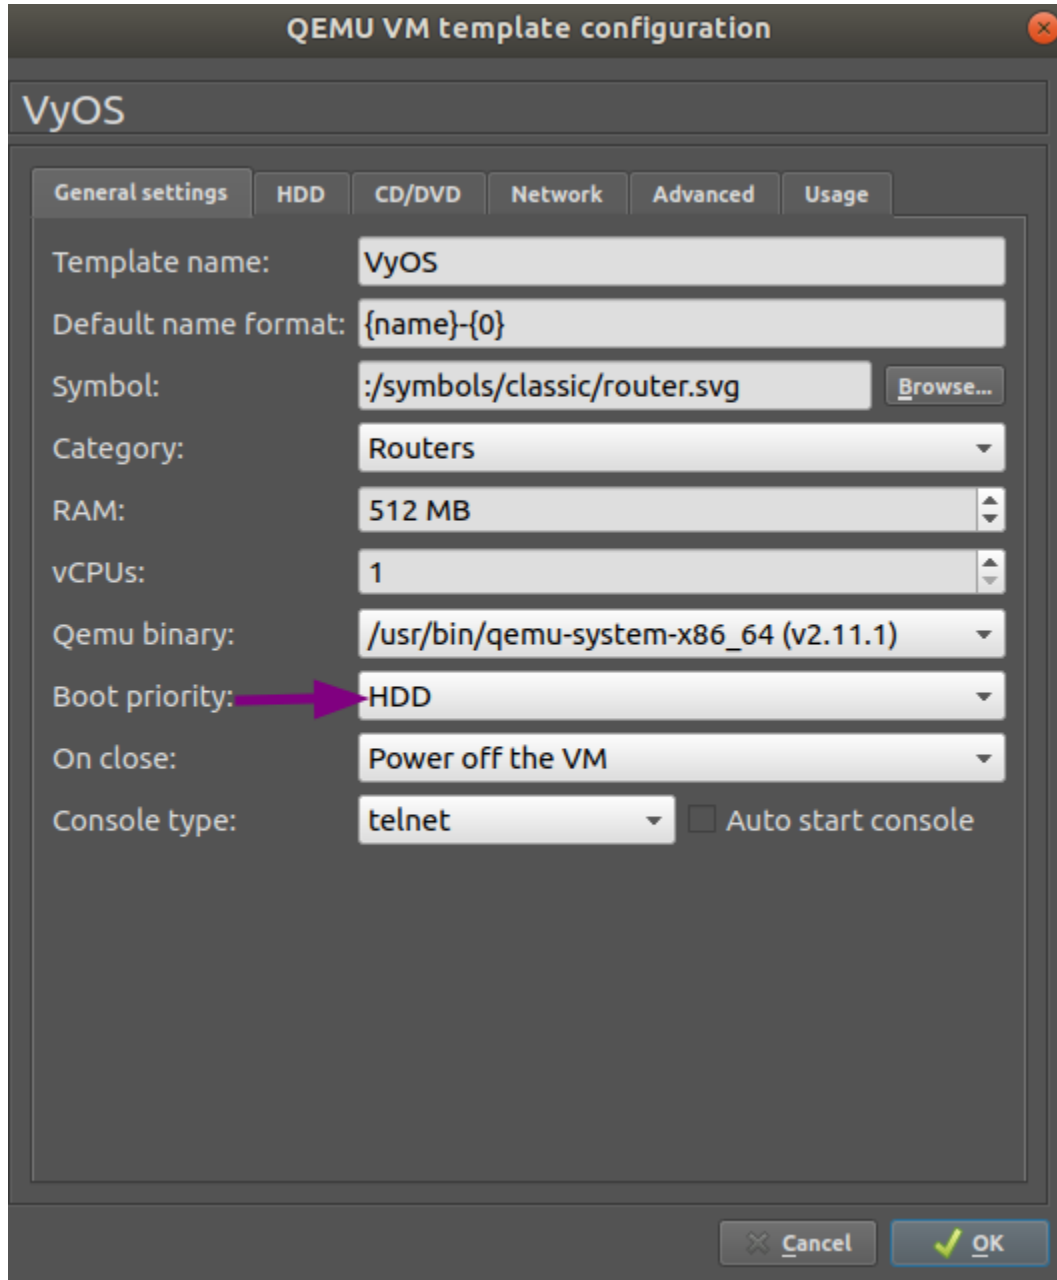 QEMU VM template configuration
VyOS
General settings HDD CD/DVD Network Advanced Usage
Template name: VyOS
Default name format: {name}-{0}
Symbol: :/symbols/classic/router.svg Browse...
Category: Routers
RAM: 512 MB
vCPUs: 1
Qemu binary: /usr/bin/qemu-system-x86_64 (v2.11.1)
Boot priority: HDD
On close: Power off the VM
Console type: telnet Auto start console
Cancel OK